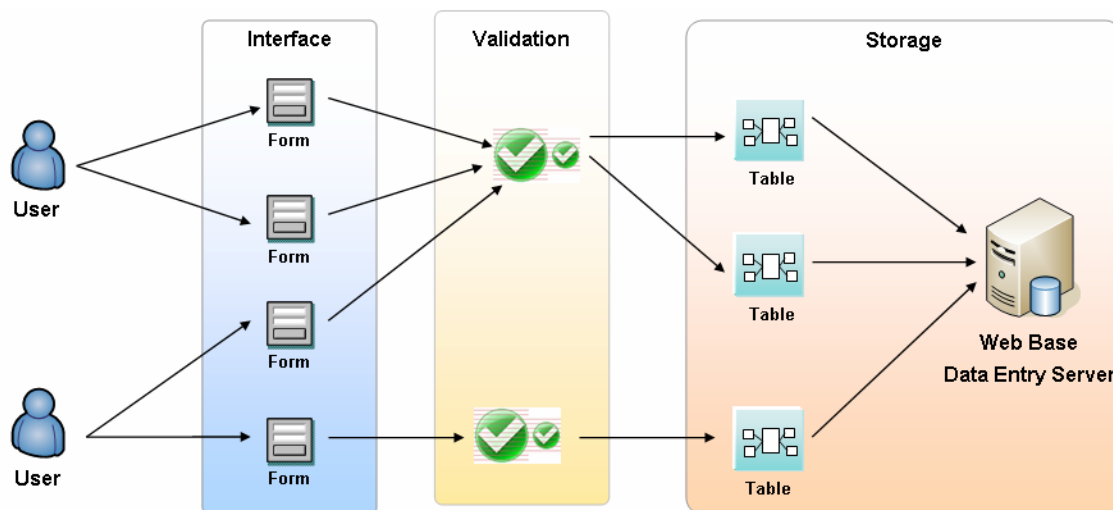 Interface
Validation
Storage
User
Form
Form
Table
Form
Table
Web Base
Data Entry Server
User
Form
Table